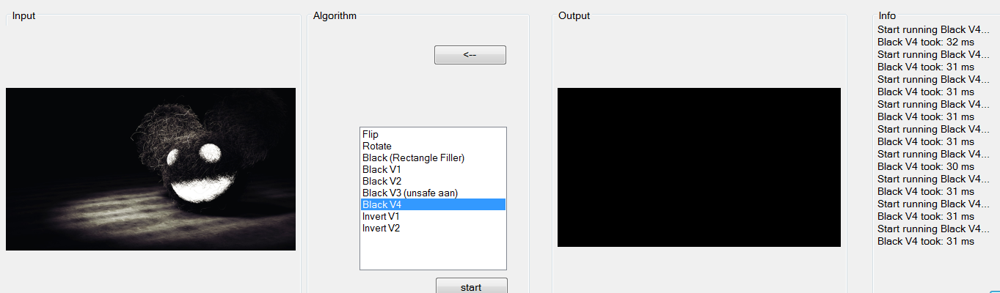 Input
Algorithm
Output
Info
<--
Flip
Rotate
Black (Rectangle Filler)
Black V1
Black V2
Black V3 (unsafe aan)
Black V4
Invert V1
Invert V2
start
Start running Black V4...
Black V4 took: 32 ms
Start running Black V4...
Black V4 took: 31 ms
Start running Black V4...
Black V4 took: 31 ms
Start running Black V4...
Black V4 took: 31 ms
Start running Black V4...
Black V4 took: 31 ms
Start running Black V4...
Black V4 took: 30 ms
Start running Black V4...
Black V4 took: 31 ms
Start running Black V4...
Black V4 took: 31 ms
Start running Black V4...
Black V4 took: 31 ms